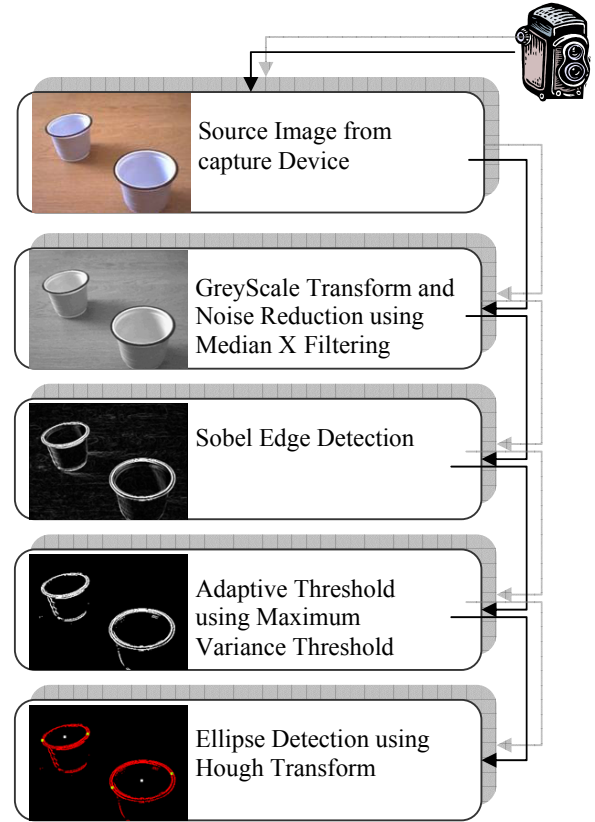 Source Image from
capture Device
GreyScale Transform and
Noise Reduction using
Median X Filtering
Sobel Edge Detection
Adaptive Threshold
using Maximum
Variance Threshold
Ellipse Detection using
Hough Transform